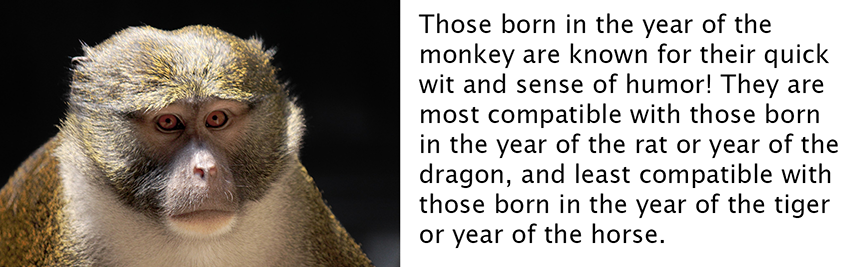 Those born in the year of the
monkey are known for their quick
wit and sense of humor! They are
most compatible with those born
in the year of the rat or year of the
dragon, and least compatible with
those born in the year of the tiger
or year of the horse.